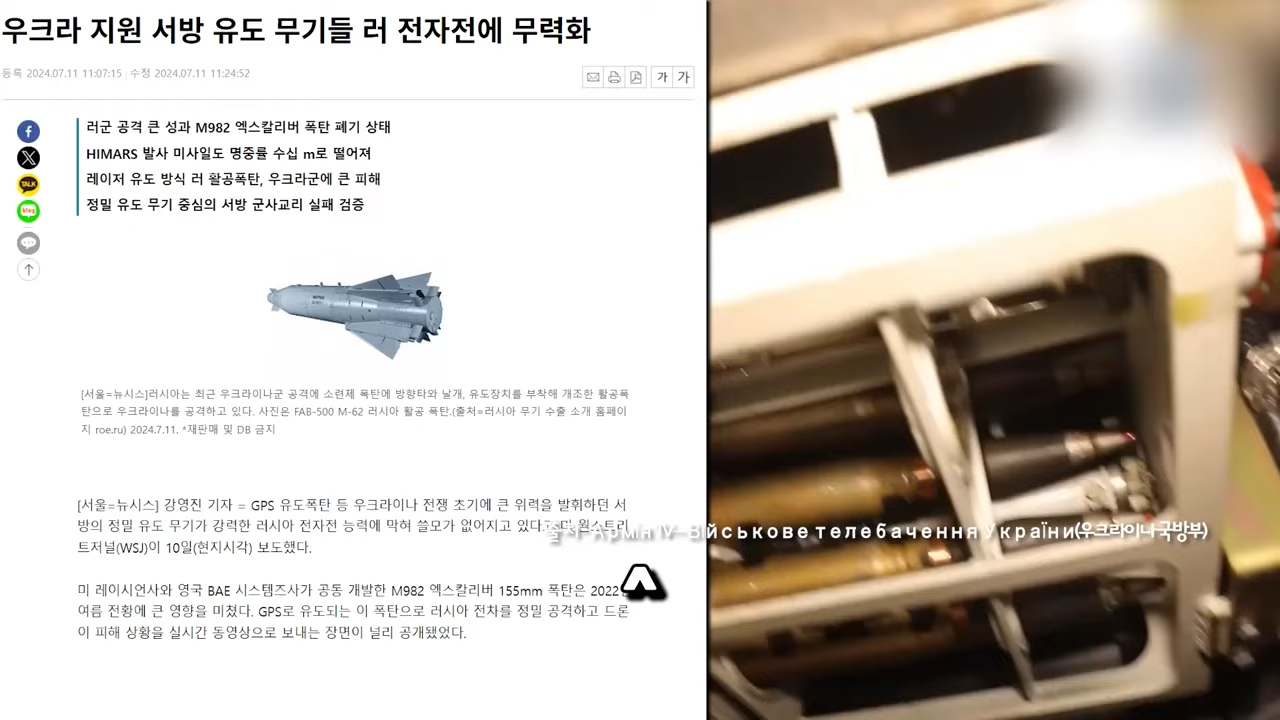 우크라 지원 서방 유도 무기들 러 전자전에 무력화
등록 2024.07.11 11:07:15 | 수정 2024.07.11 11:24:52
가 가
러군 공격 큰 성과 M982 엑스칼리버 폭탄 폐기 상태
HIMARS 발사 미사일도 명중률 수십 m로 떨어져
레이저 유도 방식 러 활공폭탄, 우크라군에 큰 피해
정밀 유도 무기 중심의 서방 군사교리 실패 검증
TALK
blog
[서울=뉴시스]러시아는 최근 우크라이나군 공격에 소련제 폭탄에 방향타와 날개, 유도장치를 부착해 개조한 활공폭
탄으로 우크라이나를 공격하고 있다. 사진은 FAB-500 M-62 러시아 활공 폭탄.(출처=러시아 무기 수출 소개 홈페이
지 roe.ru) 2024.7.11. *재판매 및 DB 금지
[서울=뉴시스] 강영진 기자 = GPS 유도폭탄 등 우크라이나 전쟁 초기에 큰 위력을 발휘하던 서
방의 정밀 유도 무기가 강력한 러시아 전자전 능력에 막혀 쓸모가 없어지고 있다고 미 월스트리
트저널(WSJ)이 10일(현지시각) 보도했다.
출처-Армія TV-Військове телебачення України(우크라이나 국방부)
미 레이시언사와 영국 BAE 시스템즈사가 공동 개발한 M982 엑스칼리버 155mm 폭탄은 2022년
여름 전황에 큰 영향을 미쳤다. GPS로 유도되는 이 폭탄으로 러시아 전차를 정밀 공격하고 드론
이 피해 상황을 실시간 동영상으로 보내는 장면이 널리 공개됐었다.